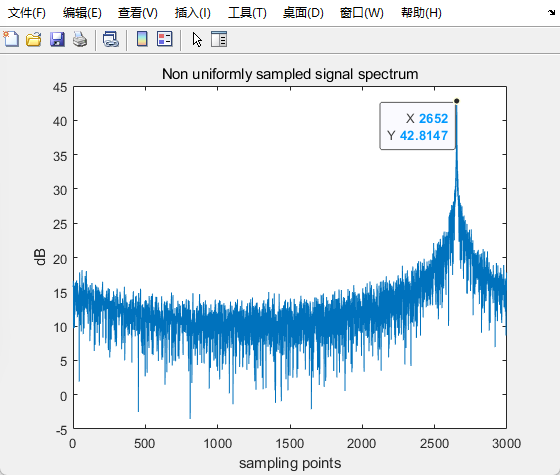 文件(F) 编辑(E) 查看(V) 插入(I) 工具(T) 桌面(D) 窗口(W) 帮助(H)
Non uniformly sampled signal spectrum
45
40
35
30
25
20
15
10
5
0
-5
dB
X 2652
Y 42.8147
0 500 1000 1500 2000 2500 3000
sampling points